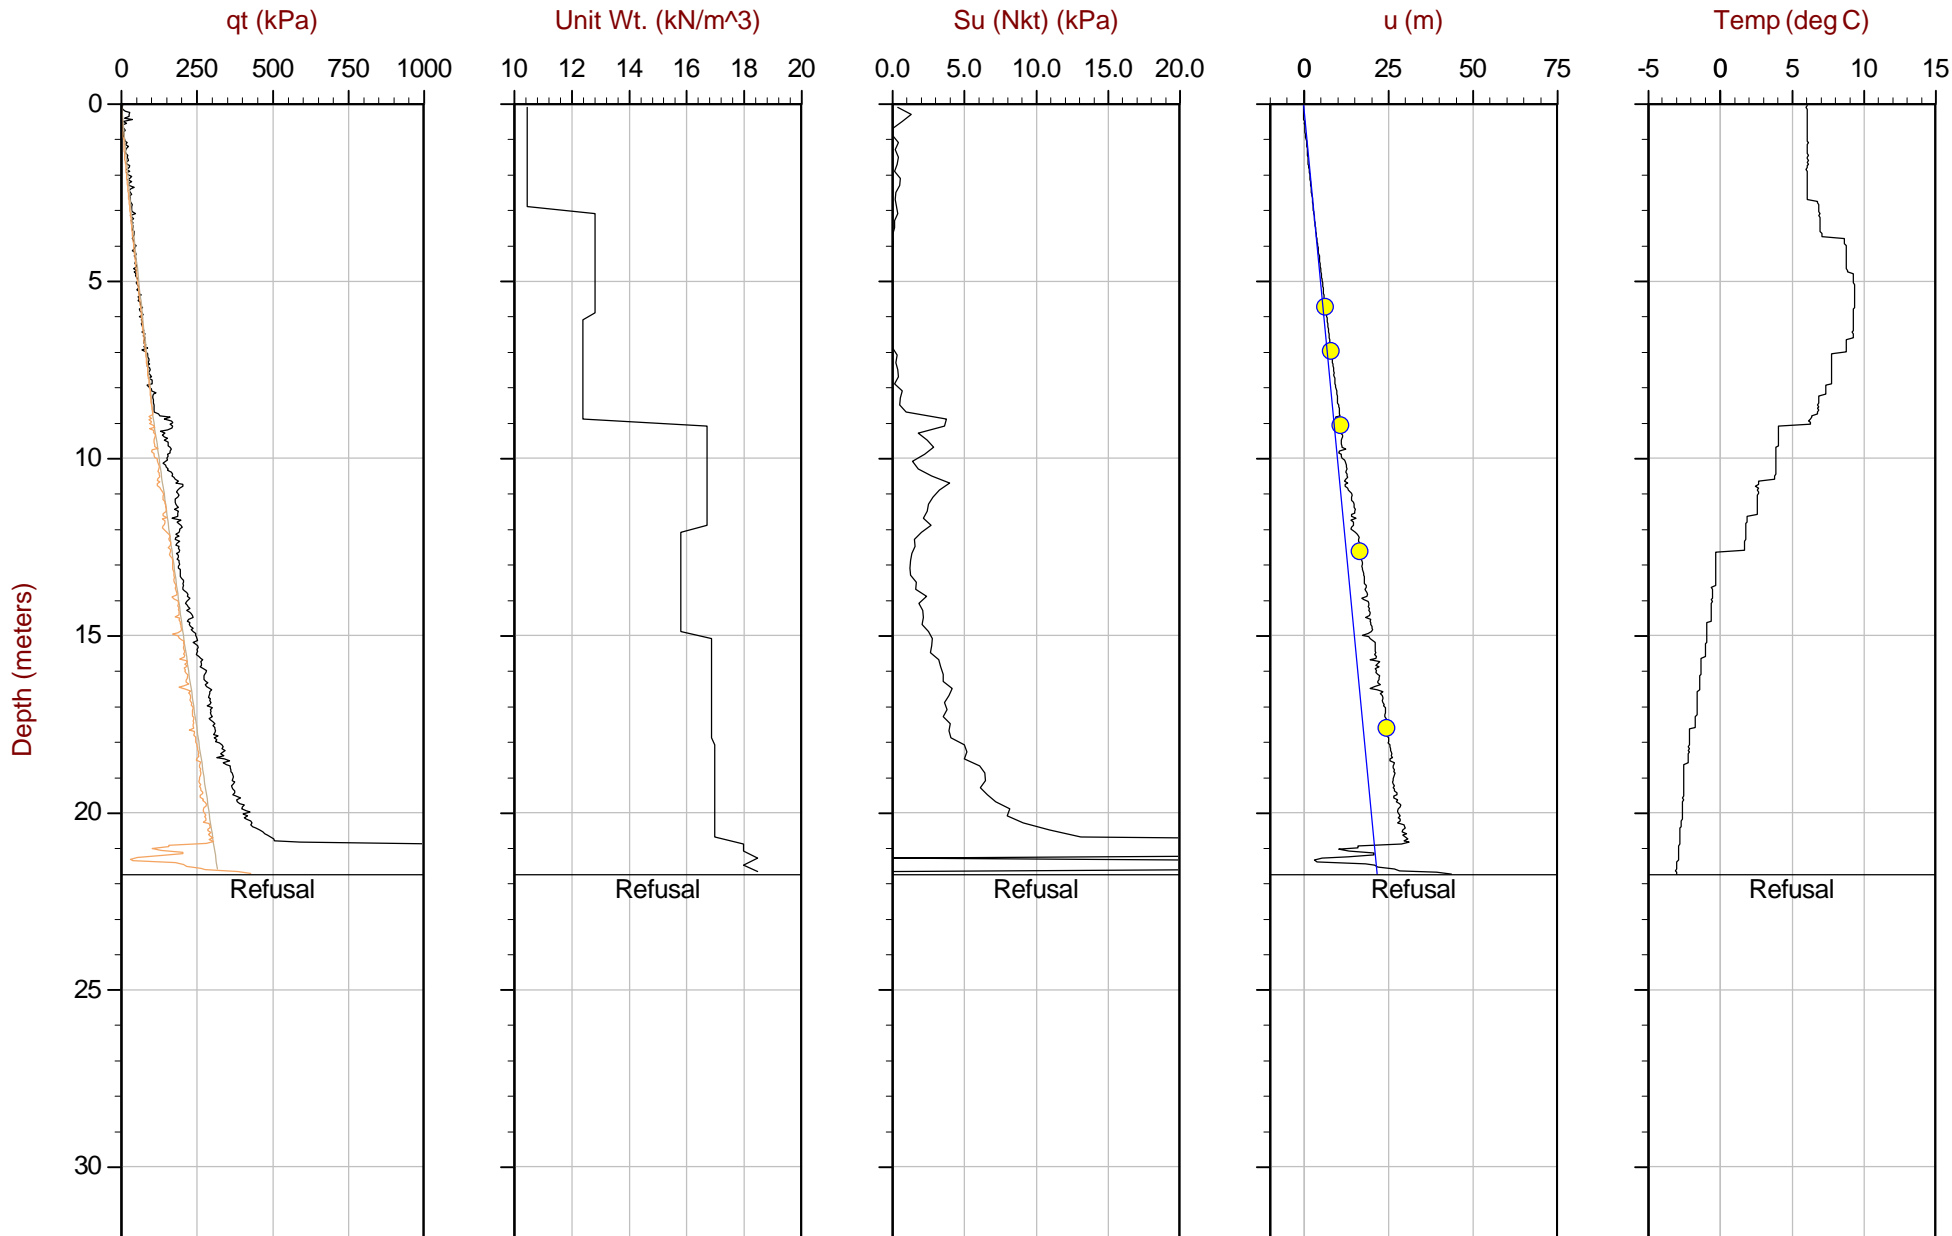 qt (kPa) Unit Wt. (kN/m^3) Su (Nkt) (kPa) u (m) Temp (deg C)
0 250 500 750 1000 10 12 14 16 18 20 0.0 5.0 10.0 15.0 20.0 0 25 50 75 -5 0 5 10 15
0
5
10
15
20
25
30
Depth (meters)
Refusal Refusal Refusal Refusal Refusal